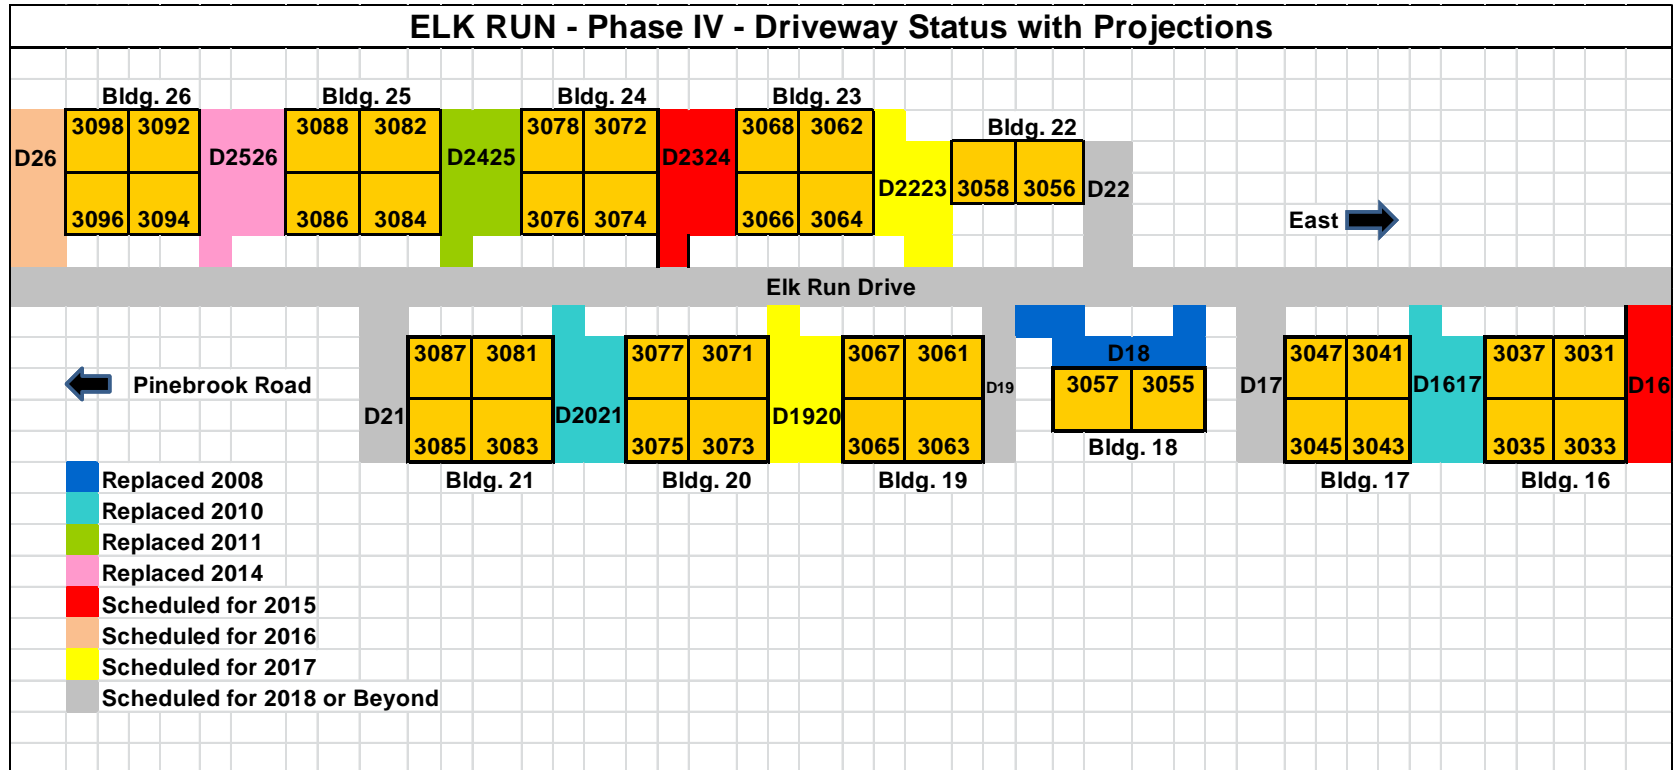 ELK RUN - Phase IV - Driveway Status with Projections
Bldg. 26 Bldg. 25 Bldg. 24 Bldg. 23
3098 3092 3088 3082 3078 3072 3068 3062 Bldg. 22
D26 D2526 D2425 D2324
D2223 3058 3056 D22
3096 3094 3086 3084 3076 3074 3066 3064 East
Elk Run Drive
3087 3081 3077 3071 3067 3061 D18 3047 3041 3037 3031
Pinebrook Road D19 3057 3055 D17 D1617 D16
D21 D2021 D1920
3085 3083 3075 3073 3065 3063 Bldg. 18 3045 3043 3035 3033
Replaced 2008 Bldg. 21 Bldg. 20 Bldg. 19 Bldg. 17 Bldg. 16
Replaced 2010
Replaced 2011
Replaced 2014
Scheduled for 2015
Scheduled for 2016
Scheduled for 2017
Scheduled for 2018 or Beyond